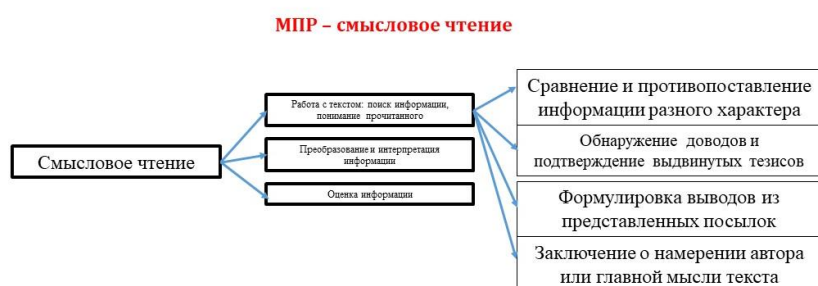 МПР – смысловое чтение
Смысловое чтение
Работа с текстом: поиск информации,
понимание прочитанного
Преобразование и интерпретация
информации
Оценка информации
Сравнение и противопоставление
информации разного характера
Обнаружение доводов и
подтверждение выдвинутых тезисов
Формулировка выводов из
представленных посылок
Заключение о намерении автора
или главной мысли текста